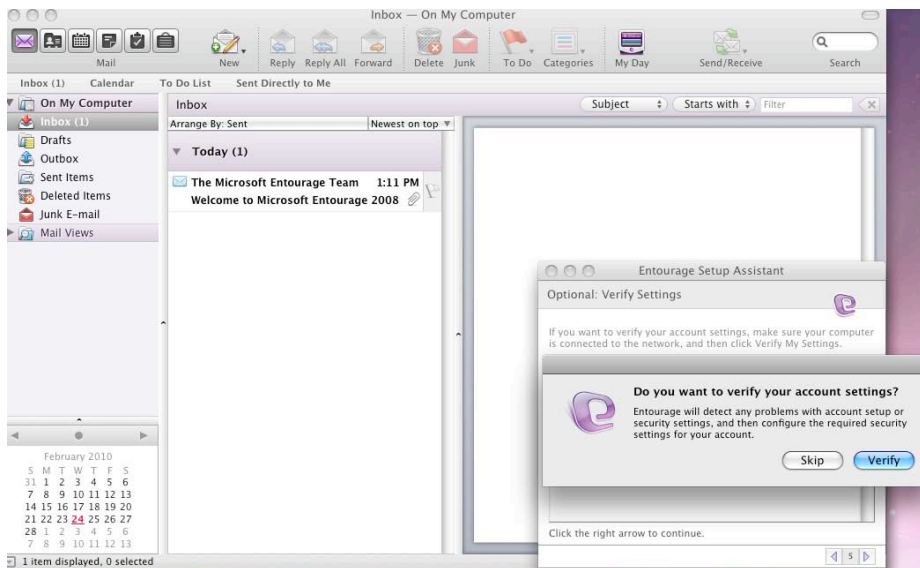 Inbox — On My Computer
Mail
New
Reply
Reply All
Forward
Delete
Junk
To Do
Categories
My Day
Send/Receive
Search
Inbox (1)
Calendar
To Do List
Sent Directly to Me
On My Computer
Inbox (1)
Drafts
Outbox
Sent Items
Deleted Items
Junk E-mail
Mail Views
Inbox
Subject
Starts with
Filter
Arrange By: Sent
Newest on top
Today (1)
The Microsoft Entourage Team 1:11 PM
Welcome to Microsoft Entourage 2008
Entourage Setup Assistant
Optional: Verify Settings
If you want to verify your account settings, make sure your computer
is connected to the network, and then click Verify My Settings.
Do you want to verify your account settings?
Entourage will detect any problems with account setup or
security settings, and then configure the required security
settings for your account.
Skip
Verify
Click the right arrow to continue.
5
February 2010
S M T W T F S
31 1 2 3 4 5 6
7 8 9 10 11 12 13
14 15 16 17 18 19 20
21 22 23 24 25 26 27
28 1 2 3 4 5 6
7 8 9 10 11 12 13
1 item displayed, 0 selected